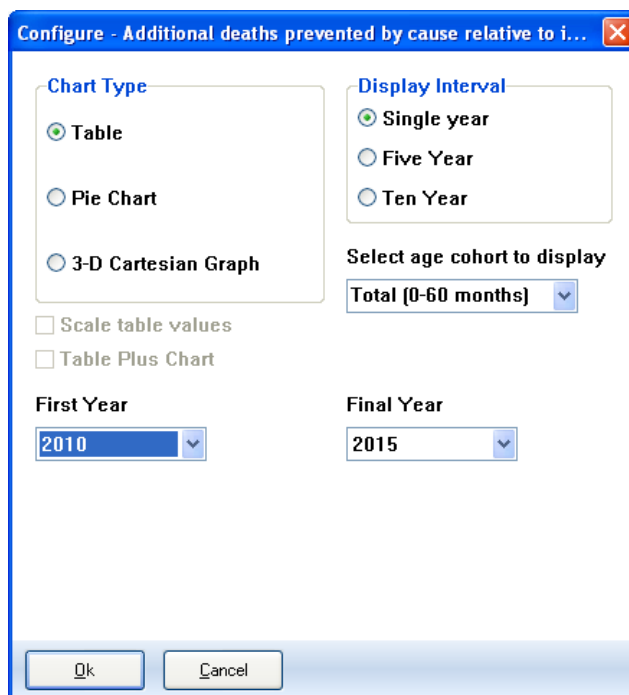 Configure - Additional deaths prevented by cause relative to i...
Chart Type
Table
Pie Chart
3-D Cartesian Graph
Display Interval
Single year
Five Year
Ten Year
Select age cohort to display
Total (0-60 months)
Scale table values
Table Plus Chart
First Year
2010
Final Year
2015
Ok
Cancel